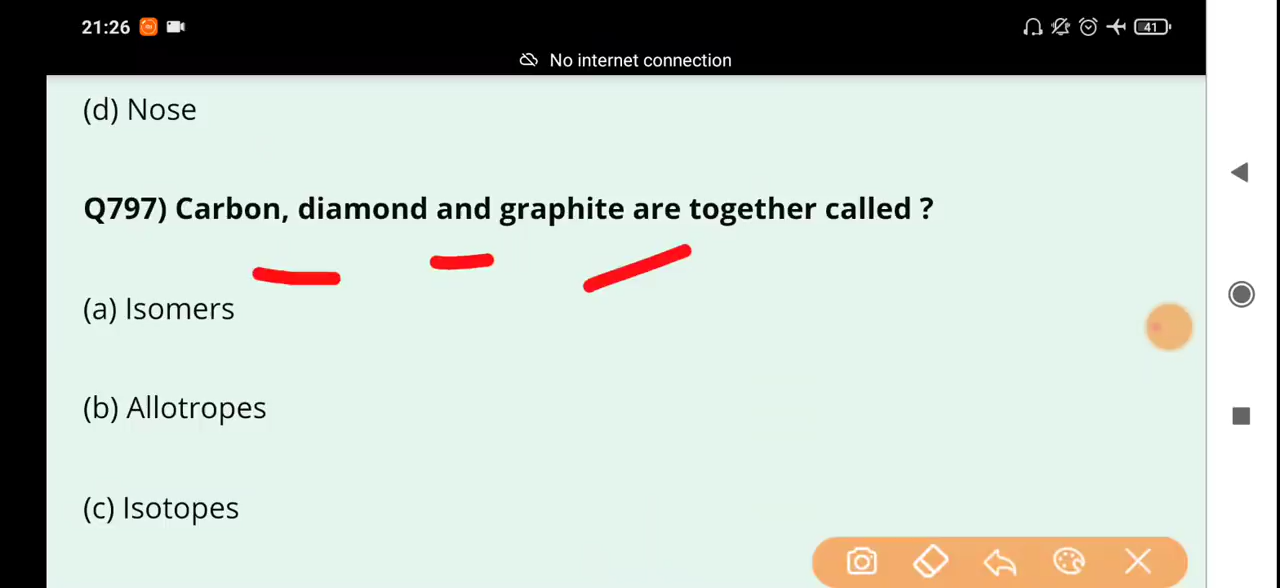 21:26
41
No internet connection
(d) Nose
Q797) Carbon, diamond and graphite are together called ?
(a) Isomers
(b) Allotropes
(c) Isotopes